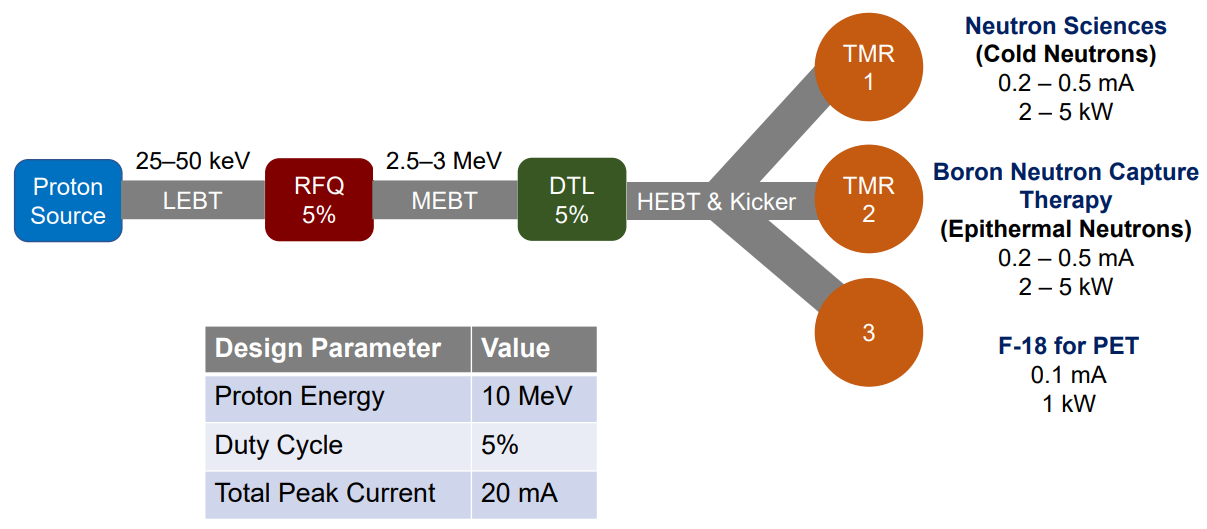 Proton
Source
25–50 keV
LEBT
RFQ
5%
2.5–3 MeV
MEBT
DTL
5%
HEBT & Kicker
TMR
1
Neutron Sciences
(Cold Neutrons)
0.2 – 0.5 mA
2 – 5 kW
TMR
2
Boron Neutron Capture
Therapy
(Epithermal Neutrons)
0.2 – 0.5 mA
2 – 5 kW
3
F-18 for PET
0.1 mA
1 kW
Design Parameter Value
Proton Energy 10 MeV
Duty Cycle 5%
Total Peak Current 20 mA